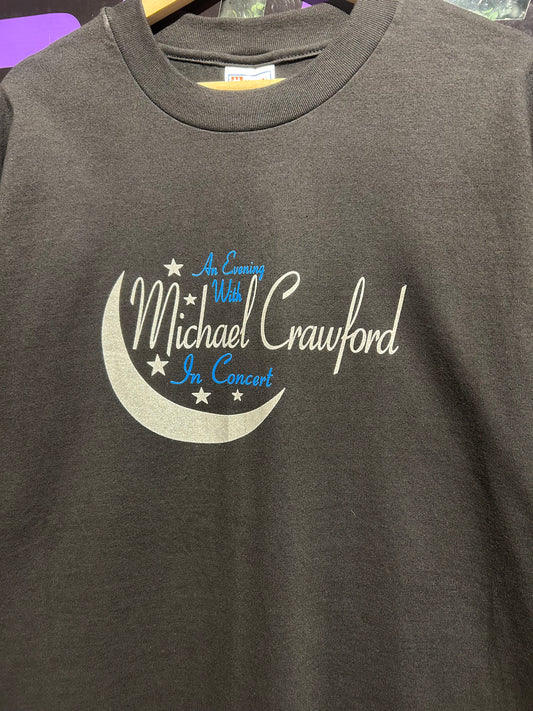 An Evening
With
Michael Crawford
In Concert